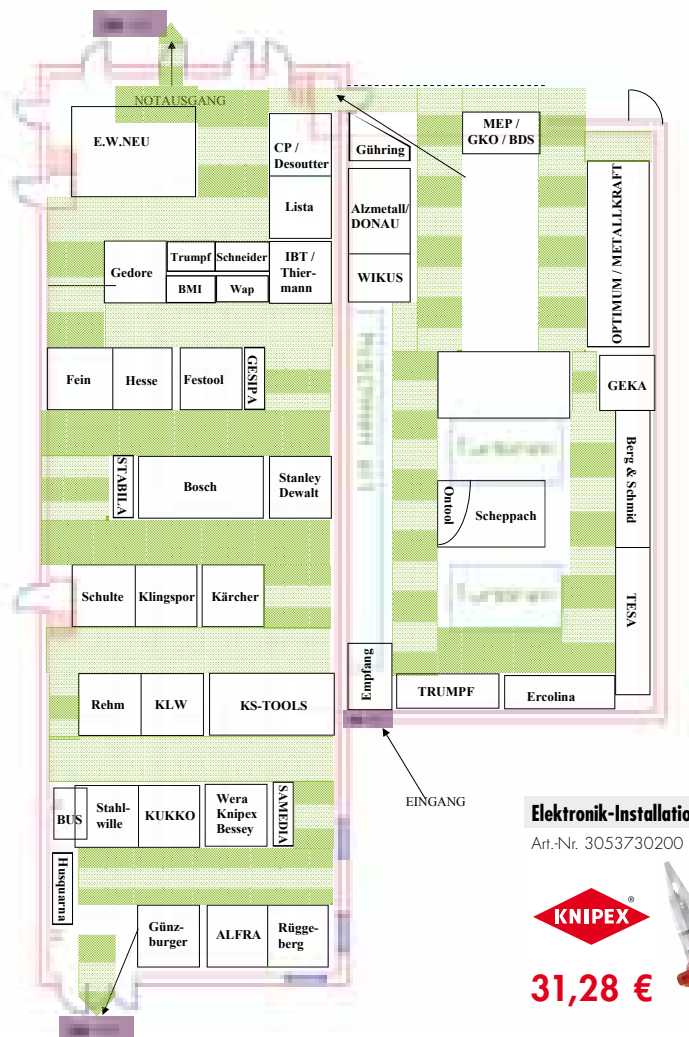 NOTAUSGANG
E.W.NEU
CP /
Desoutter
Lista
Gühring
MEP /
GKO / BDS
Alzmetall/
DONAU
WIKUS
OPTIMUM / METALLKRAFT
Gedore
Trumpf
Schneider
BMI
Wap
IBT /
Thier-
mann
Fein
Hesse
Festool
GESIPA
GEKA
STABILA
Bosch
Stanley
Dewalt
Ontool
Scheppach
Berg & Schmid
Schulte
Klingspor
Kärcher
TESA
Rehm
KLW
KS-TOOLS
Empfang
TRUMPF
Ercolina
EINGANG
BUS
Stahl-
wille
KUKKO
Wera
Knipex
Bessey
SAMEDIA
Husquarna
Günz-
burger
ALFRA
Rügge-
berg
Elektronik-Installatio
Art.-Nr. 3053730200
KNIPEX®
31,28 €